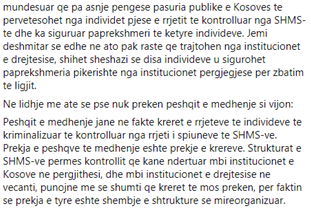 mundesuar qe pa asnje pengese pasuria publike e Kosoves te
pervetesohet nga individet pjese e rrjetit te kontrolluar nga SHMS-
te dhe ka siguruar paprekshmeri te ketyre individeve. Jemi
deshmitar se edhe ne ato pak raste qe trajtohen nga institucionet
e drejtesise, shihet sheshazi se disa individeve u sigurohet
paprekshmeria pikerishte nga institucionet pergjegjese per zbatim
te ligjit.
Ne lidhje me ate se pse nuk preken peshqit e medhenje si vijon:
Peshqit e medhenje jane ne fakte kreret e rrjeteve te individeve te
kriminalizuar te kontrolluar nga rrjeti i spiuneve te SHMS-ve.
Prekja e peshqve te medhenje eshte prekje e krereve. Strukturat e
SHMS-ve permes kontrollit qe kane ndertuar mbi institucionet e
Kosove ne pergjithesi, dhe mbi institucionet e drejtesise ne
vecanti, punojne me se shumti qe kreret te mos preken, per faktin
se prekja e tyre eshte shembje e shtrukture se mireorganizuar.